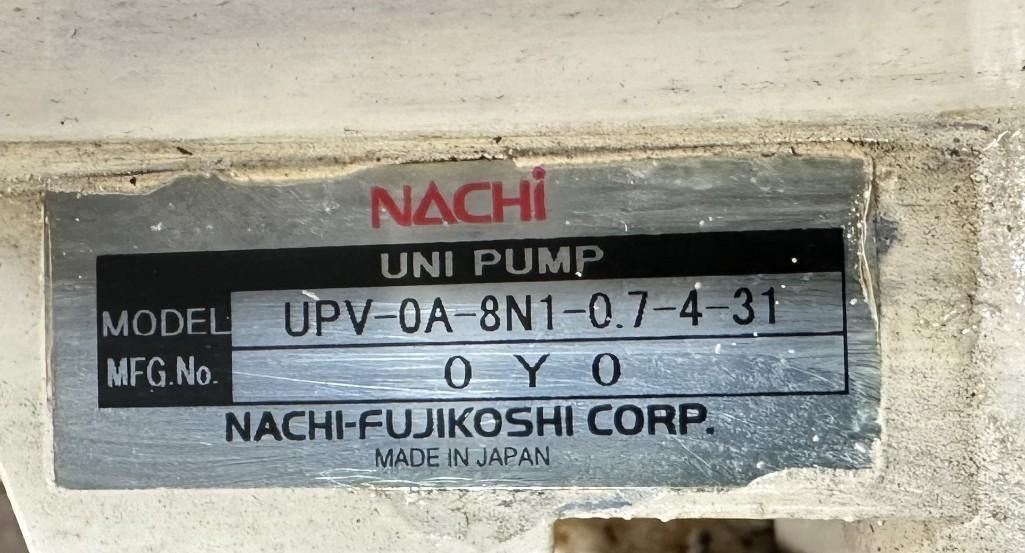 NACHi
UNI PUMP
MODEL UPV-0A-8N1-0.7-4-31
MFG.No. 0 Y 0
NACHI-FUJIKOSHI CORP.
MADE IN JAPAN